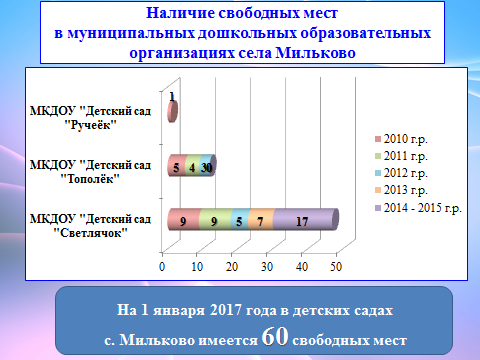 Наличие свободных мест
в муниципальных дошкольных образовательных
организациях села Мильково
МКДОУ "Детский сад
"Ручеёк"
1
МКДОУ "Детский сад
"Тополёк"
5 4 3 0
МКДОУ "Детский сад
"Светлячок"
9 9 5 7 17
0 10 20 30 40 50
2010 г.р.
2011 г.р.
2012 г.р.
2013 г.р.
2014 - 2015 г.р.
На 1 января 2017 года в детских садах
с. Мильково имеется 60 свободных мест